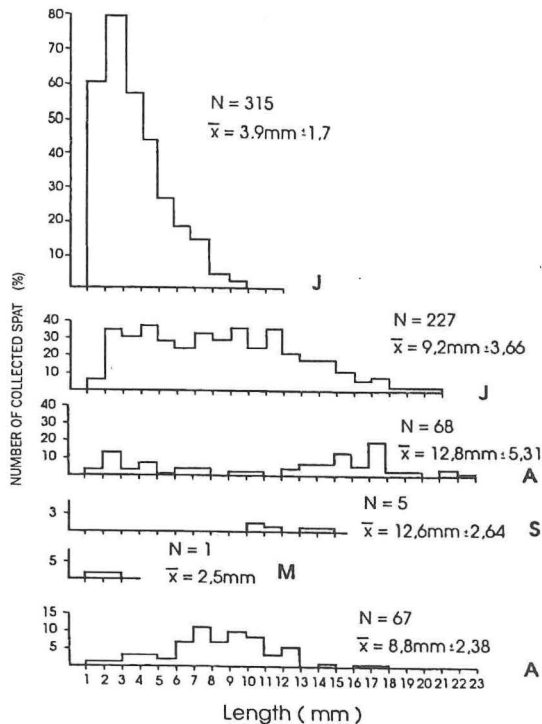 80
70
60
50
40
30
20
10
N = 315
x̄ = 3.9mm ±1,7
J
NUMBER OF COLLECTED SPAT (%)
40
30
20
10
N = 227
x̄ = 9,2mm ±3,66
J
40
20
10
N = 68
x̄ = 12,8mm ±5,31
A
3
N = 5
x̄ = 12,6mm ±2,64
S
5
N = 1
x̄ = 2,5mm
M
15
10
5
N = 67
x̄ = 8,8mm ±2,38
A
1 2 3 4 5 6 7 8 9 10 11 12 13 14 15 16 17 18 19 20 21 22 23
Length ( mm )